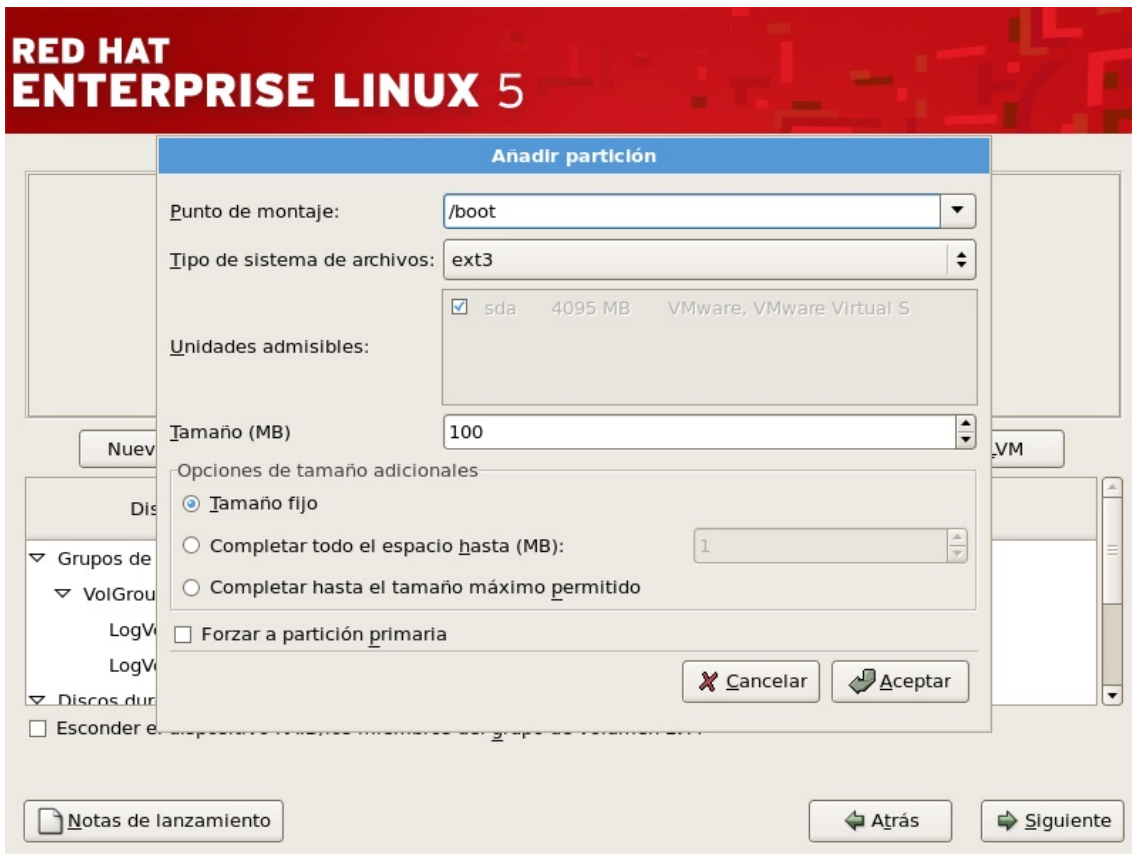 RED HAT
ENTERPRISE LINUX 5
Añadir partición
Punto de montaje: /boot
Tipo de sistema de archivos: ext3
sda 4095 MB VMware, VMware Virtual S
Unidades admisibles:
Tamaño (MB) 100
Nuev VM
Opciones de tamaño adicionales
Dis
Tamaño fijo
Completar todo el espacio hasta (MB): 1
Grupos de
Completar hasta el tamaño máximo permitido
VolGrou
LogV
Forzar a partición primaria
LogV
Cancelar Aceptar
Discos dur
Esconder e
Notas de lanzamiento Atrás Siguiente